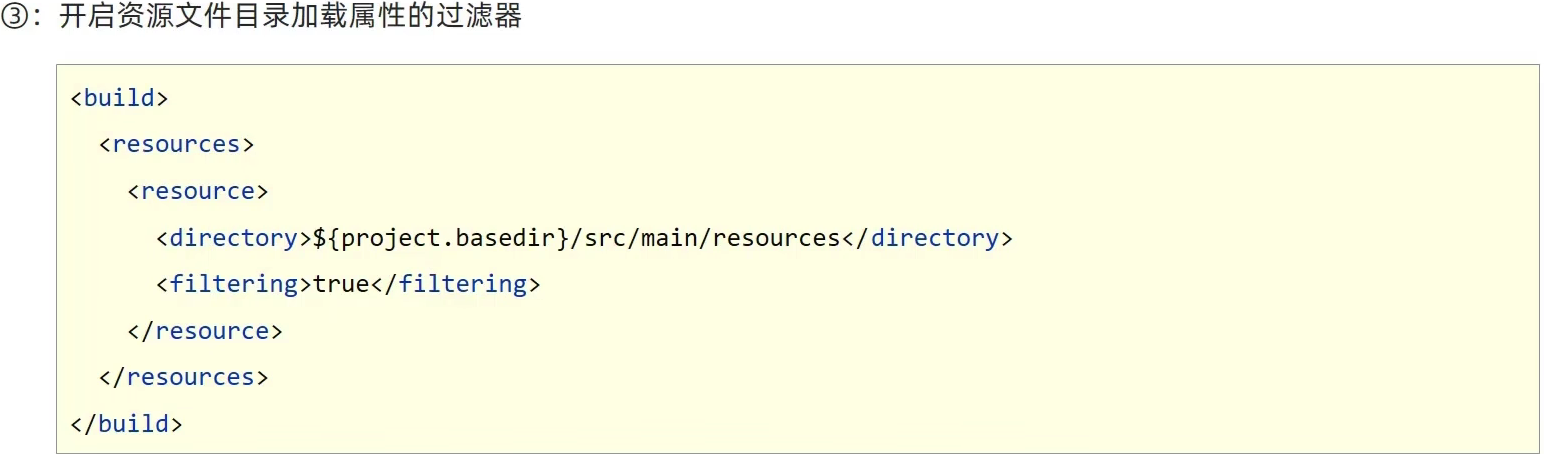 ③：开启资源文件目录加载属性的过滤器
<build>
  <resources>
    <resource>
      <directory>${project.basedir}/src/main/resources</directory>
      <filtering>true</filtering>
    </resource>
  </resources>
</build>